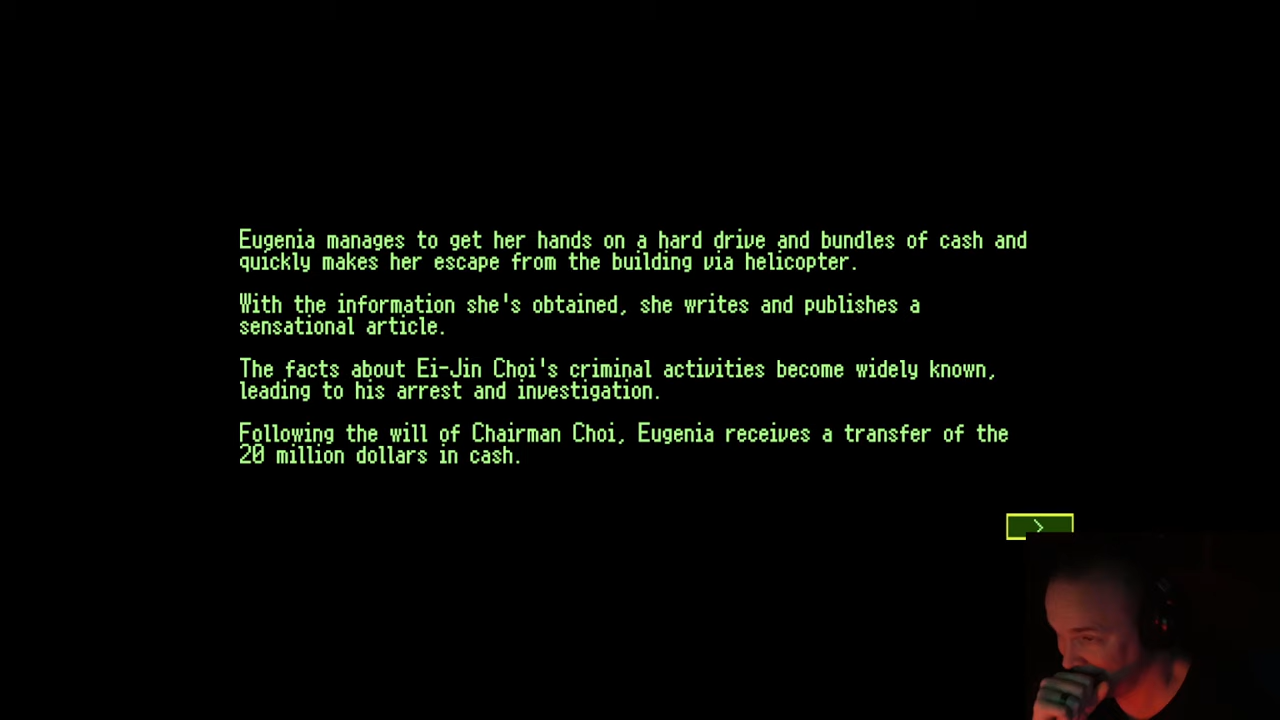 Eugenia manages to get her hands on a hard drive and bundles of cash and
quickly makes her escape from the building via helicopter.
With the information she's obtained, she writes and publishes a
sensational article.
The facts about Ei-Jin Choi's criminal activities become widely known,
leading to his arrest and investigation.
Following the will of Chairman Choi, Eugenia receives a transfer of the
20 million dollars in cash.
>